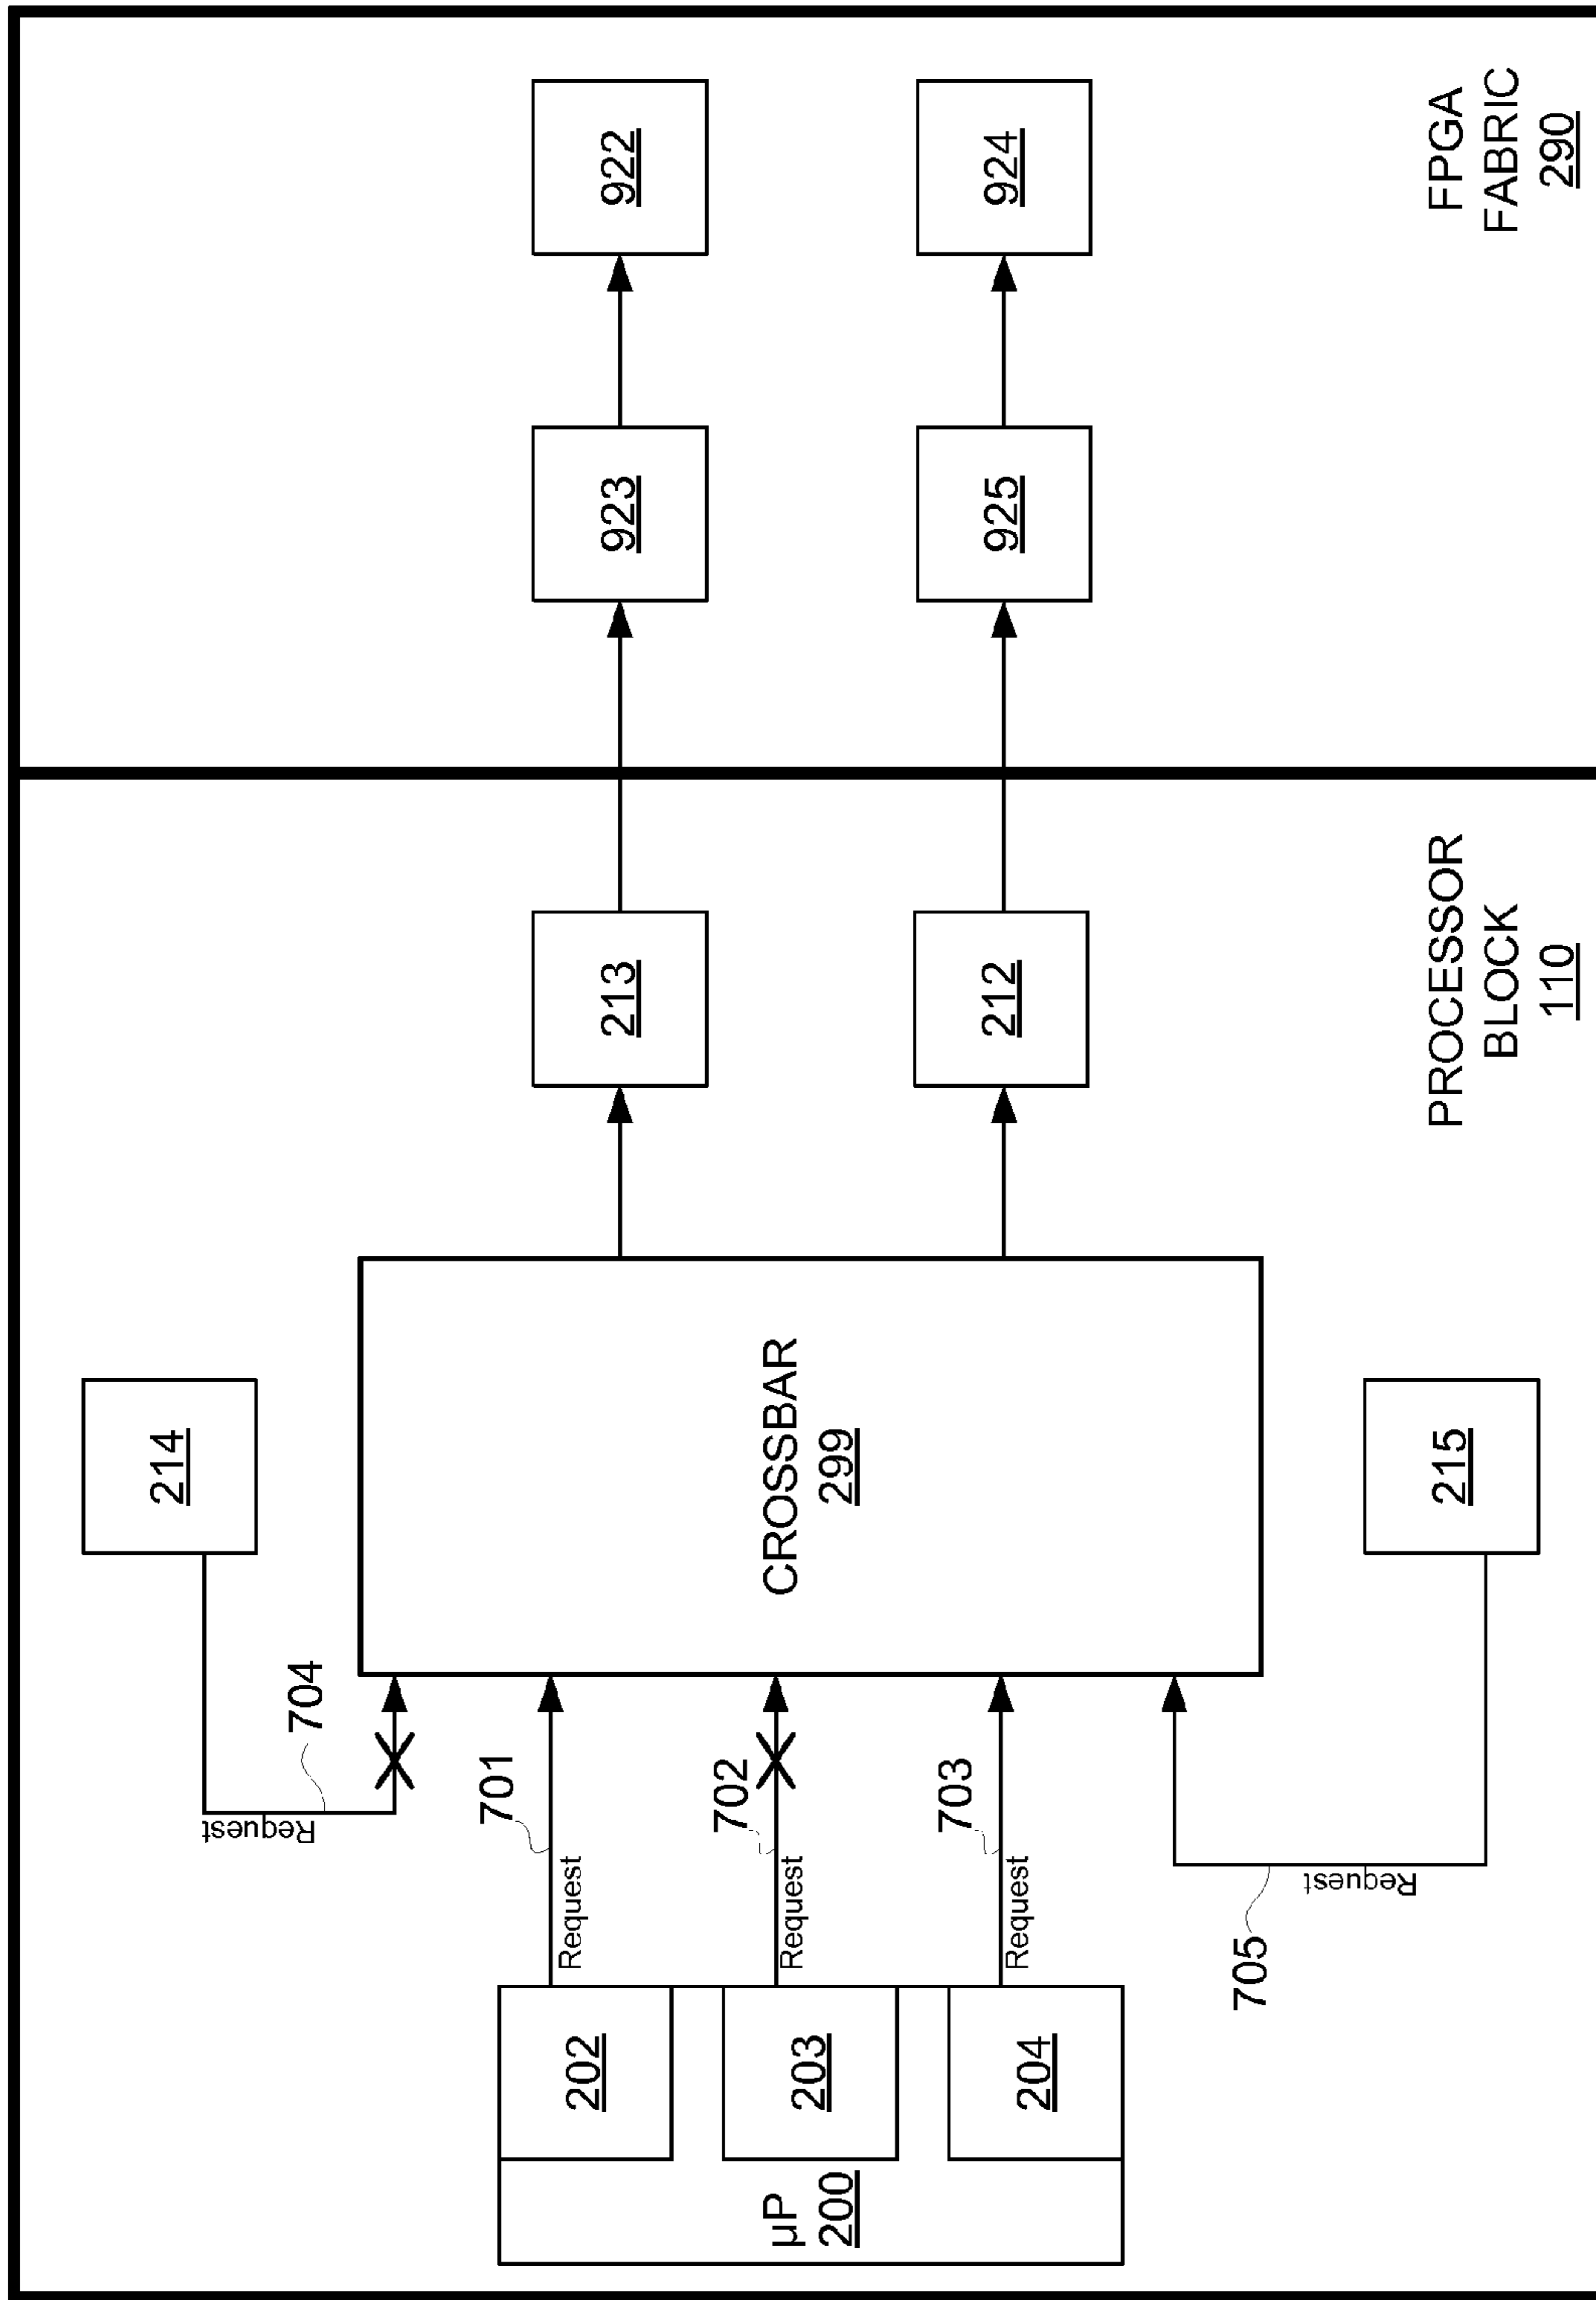 214
704
Request
701
Request
702
Request
703
Request
705
Request
µP
200
202
203
204
CROSSBAR
299
215
213
212
PROCESSOR
BLOCK
110
923
922
925
924
FPGA
FABRIC
290